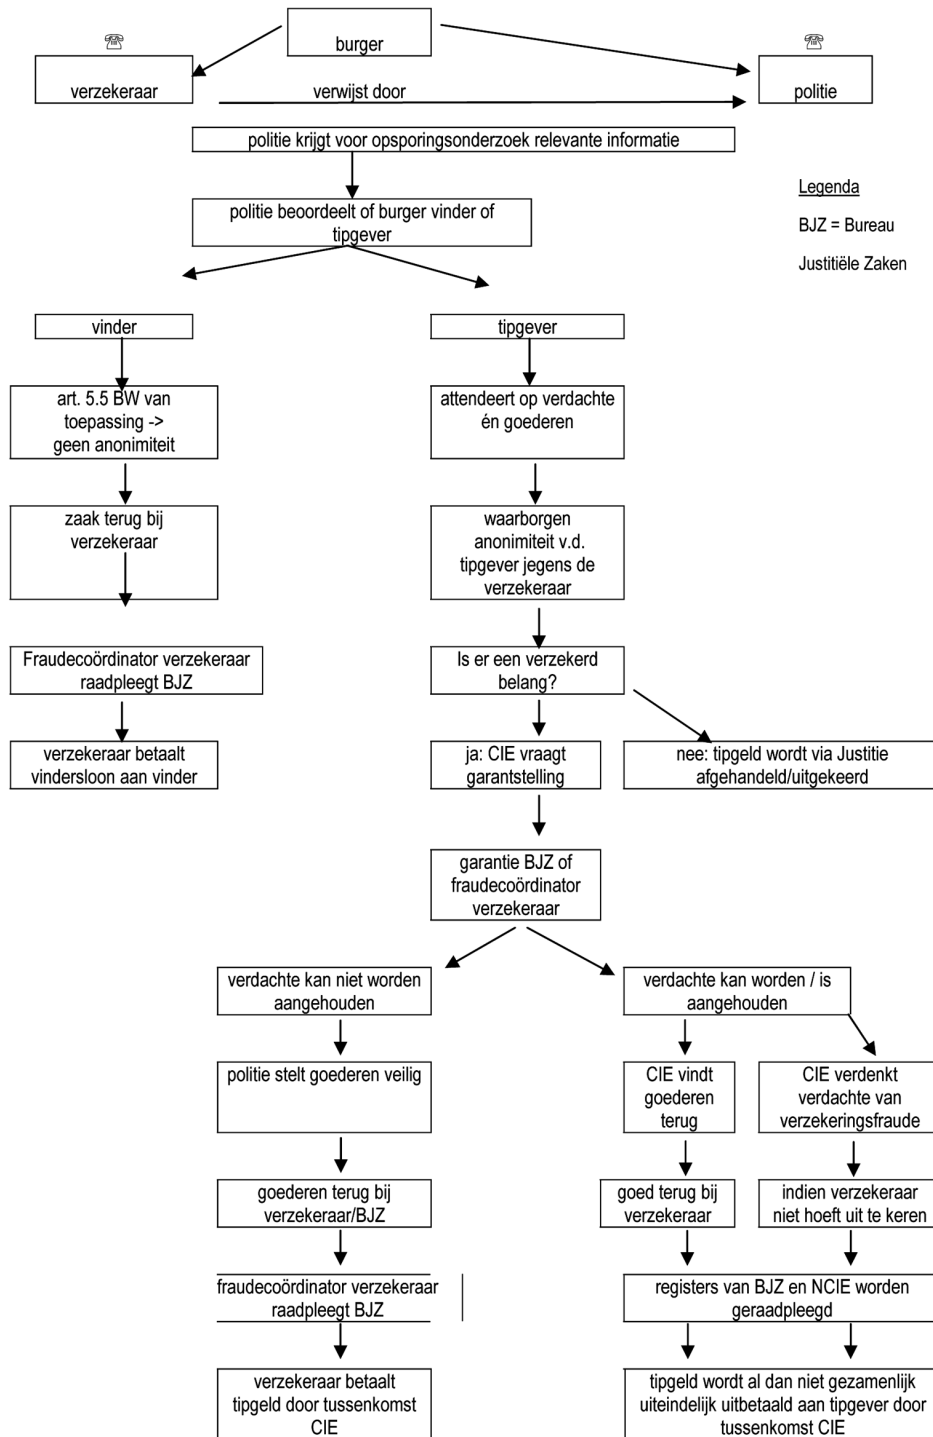 ☎
burger
☎
verzekeraar
verwijst door
politie
politie krijgt voor opsporingsonderzoek relevante informatie
Legenda
BJZ = Bureau
Justitiële Zaken
politie beoordeelt of burger vinder of
tipgever
vinder
tipgever
art. 5.5 BW van
toepassing ->
geen anonimiteit
attendeert op verdachte
én goederen
zaak terug bij
verzekeraar
waarborgen
anonimiteit v.d.
tipgever jegens de
verzekeraar
Fraudecoördinator verzekeraar
raadpleegt BJZ
Is er een verzekerd
belang?
verzekeraar betaalt
vindersloon aan vinder
ja: CIE vraagt
garantstelling
nee: tipgeld wordt via Justitie
afgehandeld/uitgekeerd
garantie BJZ of
fraudecoördinator
verzekeraar
verdachte kan niet worden
aangehouden
verdachte kan worden / is
aangehouden
politie stelt goederen veilig
CIE vindt
goederen
terug
CIE verdenkt
verdachte van
verzekeringsfraude
goederen terug bij
verzekeraar/BJZ
goed terug bij
verzekeraar
indien verzekeraar
niet hoeft uit te keren
fraudecoördinator verzekeraar
raadpleegt BJZ
registers van BJZ en NCIE worden
geraadpleegd
verzekeraar betaalt
tipgeld door tussenkomst
CIE
tipgeld wordt al dan niet gezamenlijk
uiteindelijk uitbetaald aan tipgever door
tussenkomst CIE